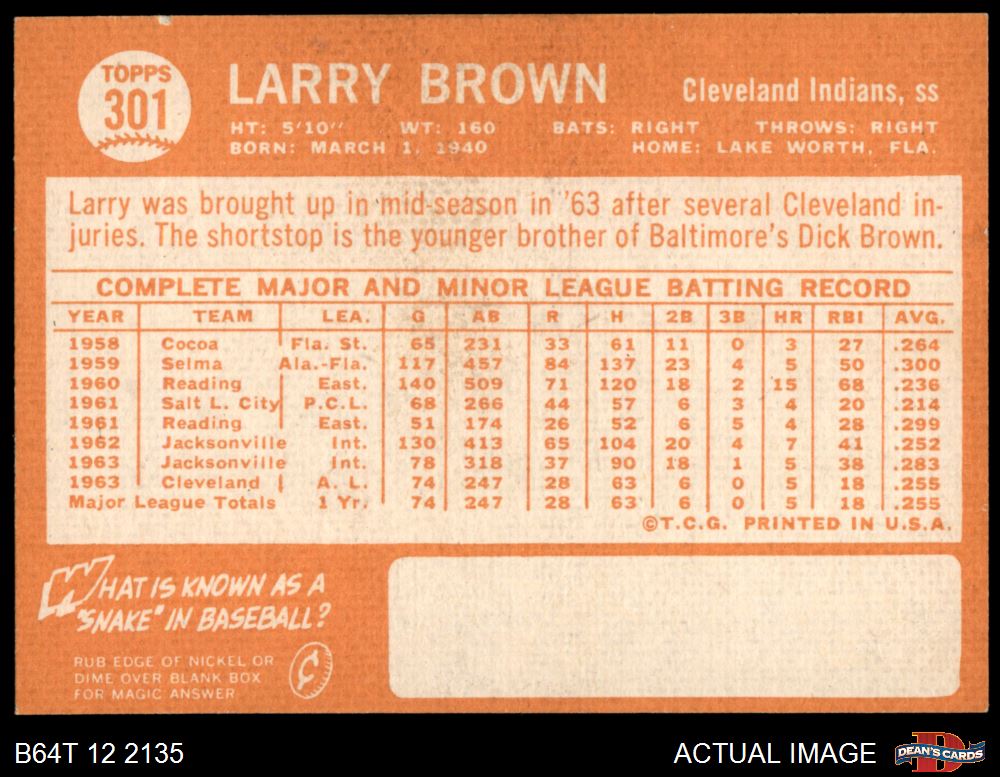 TOPPS
301
LARRY BROWN
Cleveland Indians, ss
HT: 5'10" WT: 160 BATS: RIGHT THROWS: RIGHT
BORN: MARCH 1, 1940 HOME: LAKE WORTH, FLA.
Larry was brought up in mid-season in '63 after several Cleveland in-
juries. The shortstop is the younger brother of Baltimore's Dick Brown.
COMPLETE MAJOR AND MINOR LEAGUE BATTING RECORD
YEAR TEAM LEA. G AB R H 2B 3B HR RBI AVG.
1958 Cocoa Fla. St. 65 231 33 61 11 0 3 27 .264
1959 Selma Ala.-Fla. 117 457 84 137 23 4 5 50 .300
1960 Reading East. 140 509 71 120 18 2 15 68 .236
1961 Salt L. City P.C.L. 68 266 44 57 6 3 4 20 .214
1961 Reading East. 51 174 26 52 6 5 4 28 .299
1962 Jacksonville Int. 130 413 65 104 20 4 7 41 .252
1963 Jacksonville Int. 78 318 37 90 18 1 5 38 .283
1963 Cleveland A. L. 74 247 28 63 6 0 5 18 .255
Major League Totals 1 Yr. 74 247 28 63 6 0 5 18 .255
©T.C.G. PRINTED IN U.S.A.
WHAT IS KNOWN AS A
"SNAKE" IN BASEBALL?
RUB EDGE OF NICKEL OR
DIME OVER BLANK BOX
FOR MAGIC ANSWER
B64T 12 2135
ACTUAL IMAGE
DEAN'S CARDS